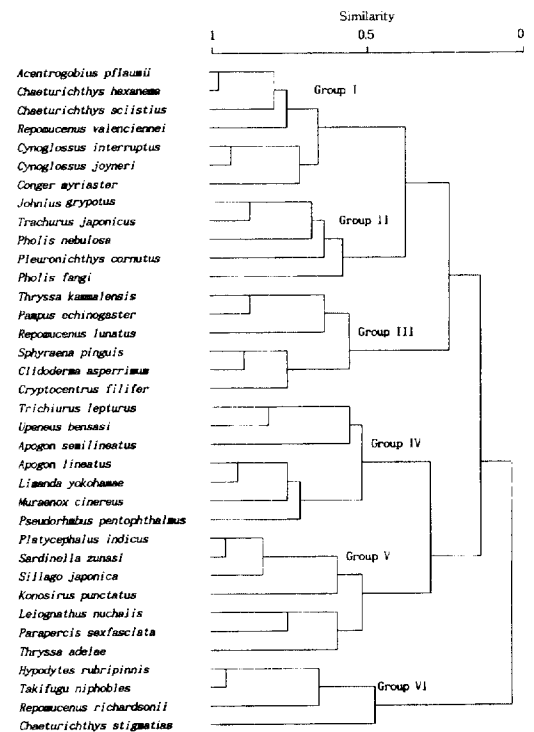 Similarity
1 0.5 0
Acentrogobius pflaumii
Chaeturichthys hexanema
Group I
Chaeturichthys sciistius
Repomucenus valenciennei
Cynoglossus interruptus
Cynoglossus joyneri
Conger myriaster
Johnius grypotus
Trachurus japonicus
Group II
Pholis nebulosa
Pleuronichthys cornutus
Pholis fangi
Thryssa kammalensis
Pampus echinogaster
Repomucenus lunatus
Group III
Sphyraena pinguis
Clidoderma asperrimum
Cryptocentrus filifer
Trichiurus lepturus
Upeneus bensasi
Apogon semilineatus
Group IV
Apogon lineatus
Limanda yokohamae
Muraenox cinereus
Pseudorhmbus pentophthalmus
Platycephalus indicus
Sardinella zunasi
Group V
Sillago japonica
Konosirus punctatus
Leiognathus nuchalis
Parapercis sexfasciata
Thryssa adelae
Hypodytes rubripinnis
Takifugu niphobles
Group VI
Repomucenus richardsonii
Chaeturichthys stigmatias